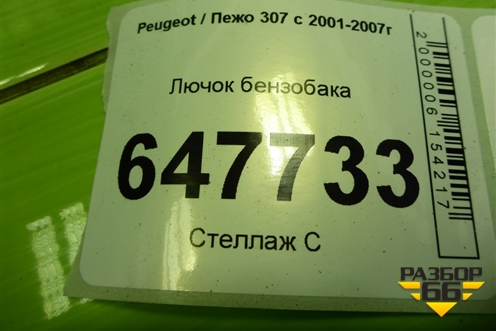 Peugeot / Пежо 307 с 2001-2007г
Лючок бензобака
647733
Стеллаж С
2000006154217
РАЗБОР
66